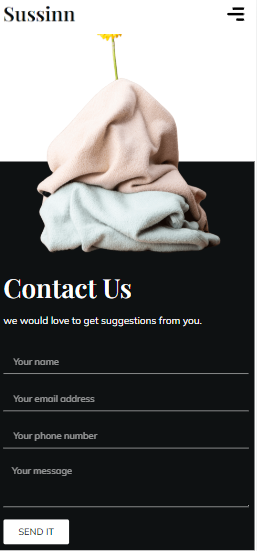 Sussinn
Contact Us
we would love to get suggestions from you.
Your name
Your email address
Your phone number
Your message
SEND IT